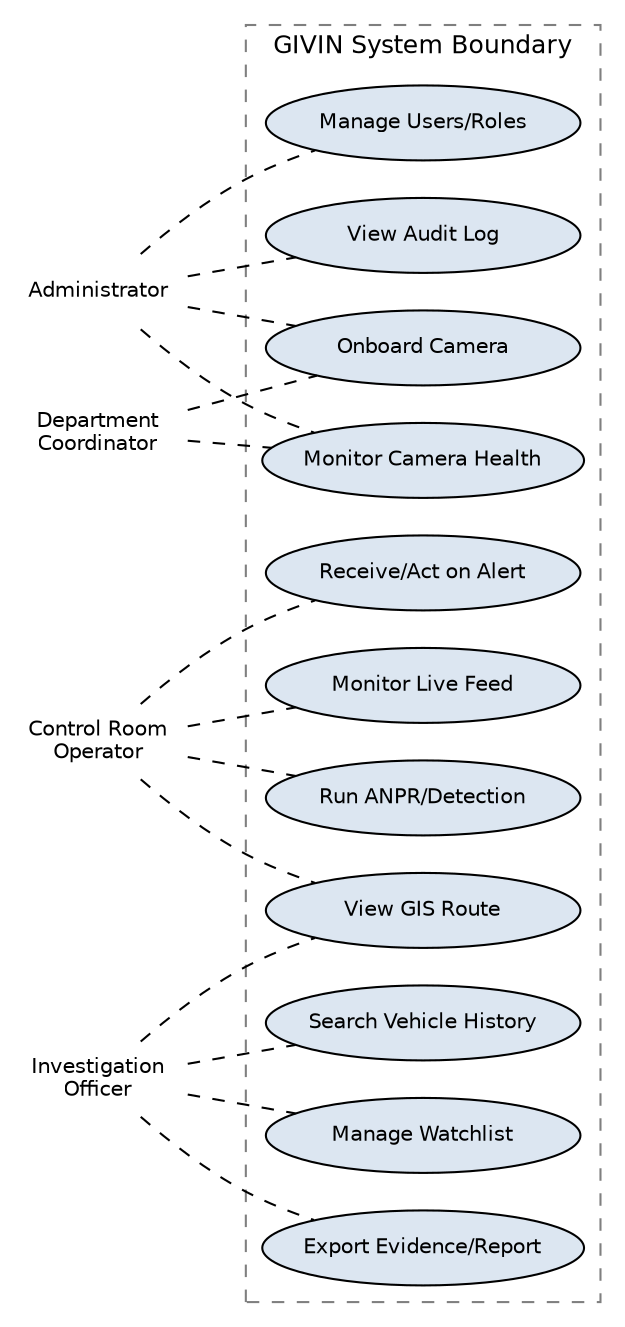 GIVIN System Boundary
Manage Users/Roles
View Audit Log
Administrator
Onboard Camera
Department
Coordinator
Monitor Camera Health
Receive/Act on Alert
Monitor Live Feed
Control Room
Operator
Run ANPR/Detection
View GIS Route
Search Vehicle History
Investigation
Officer
Manage Watchlist
Export Evidence/Report